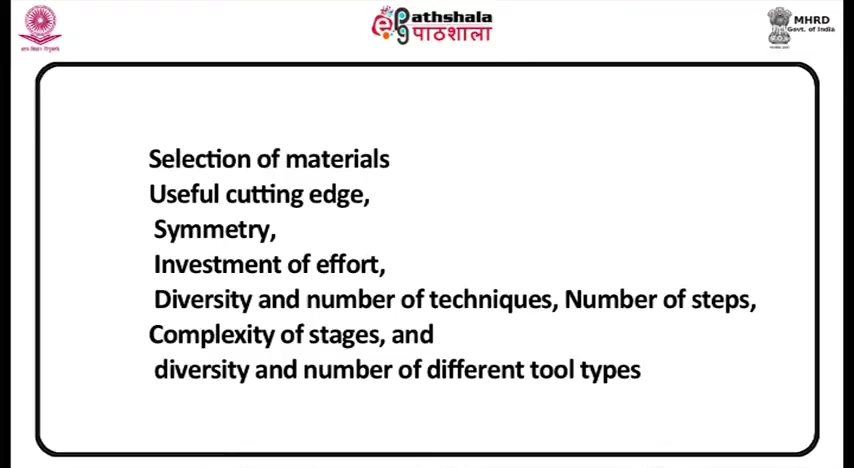 ePathshala
पाठशाला
MHRD
Govt. of India
Selection of materials
Useful cutting edge,
Symmetry,
Investment of effort,
Diversity and number of techniques, Number of steps,
Complexity of stages, and
diversity and number of different tool types